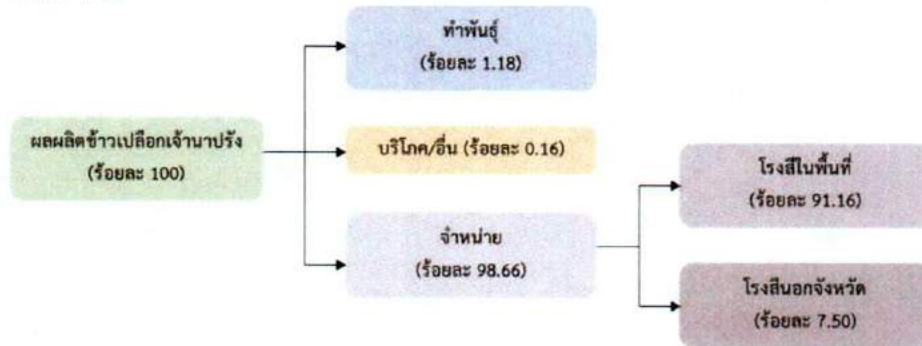 ทำพันธุ์
(ร้อยละ 1.18)
ผลผลิตข้าวเปลือกเจ้านาปรัง
(ร้อยละ 100)
บริโภค/อื่น (ร้อยละ 0.16)
จำหน่าย
(ร้อยละ 98.66)
โรงสีในพื้นที่
(ร้อยละ 91.16)
โรงสีนอกจังหวัด
(ร้อยละ 7.50)